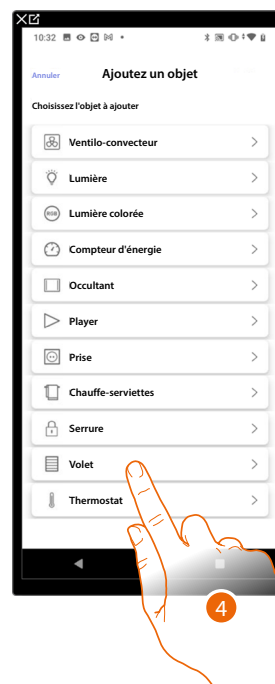 10:32
Annuler Ajoutez un objet
Choisissez l'objet à ajouter
Ventilo-convecteur
Lumière
RGB Lumière colorée
Compteur d'énergie
Occultant
Player
Prise
Chauffe-serviettes
Serrure
Volet
Thermostat
4